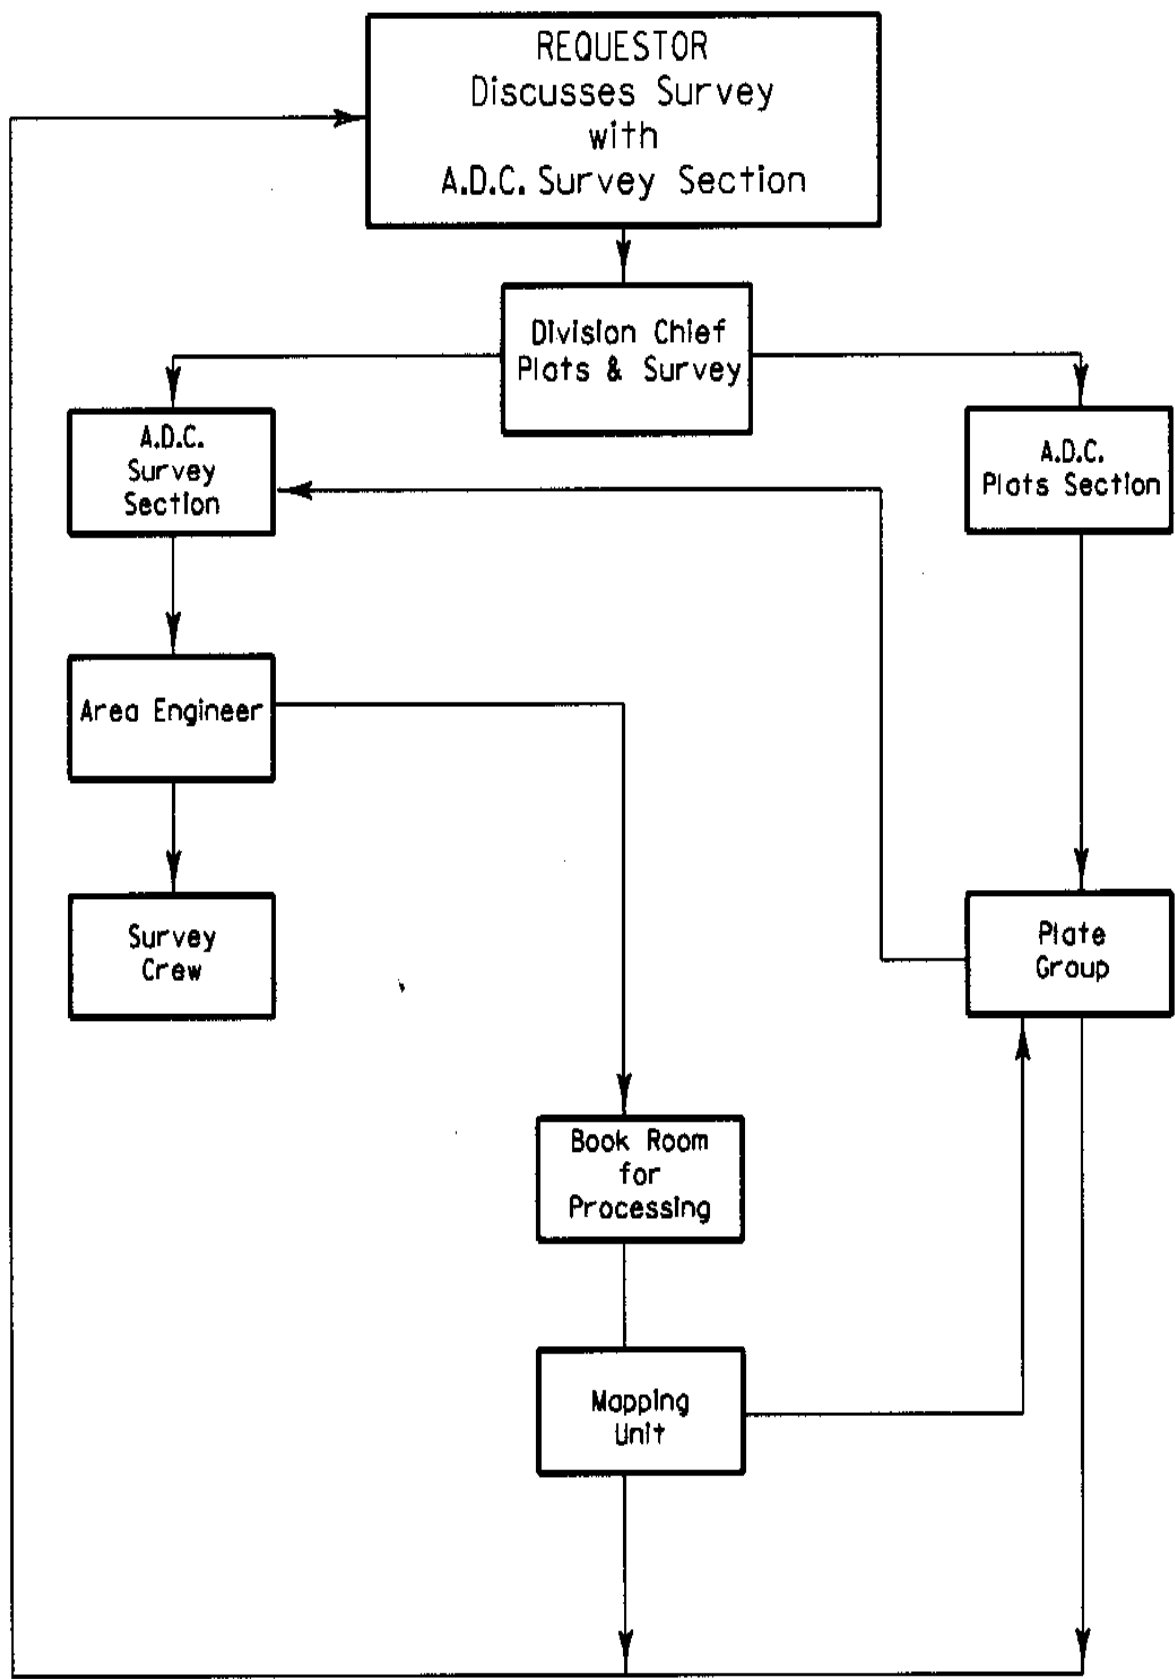 REQUESTOR
Discusses Survey
with
A.D.C. Survey Section
Division Chief
Plats & Survey
A.D.C.
Survey
Section
A.D.C.
Plats Section
Area Engineer
Survey
Crew
Plate
Group
Book Room
for
Processing
Mapping
Unit